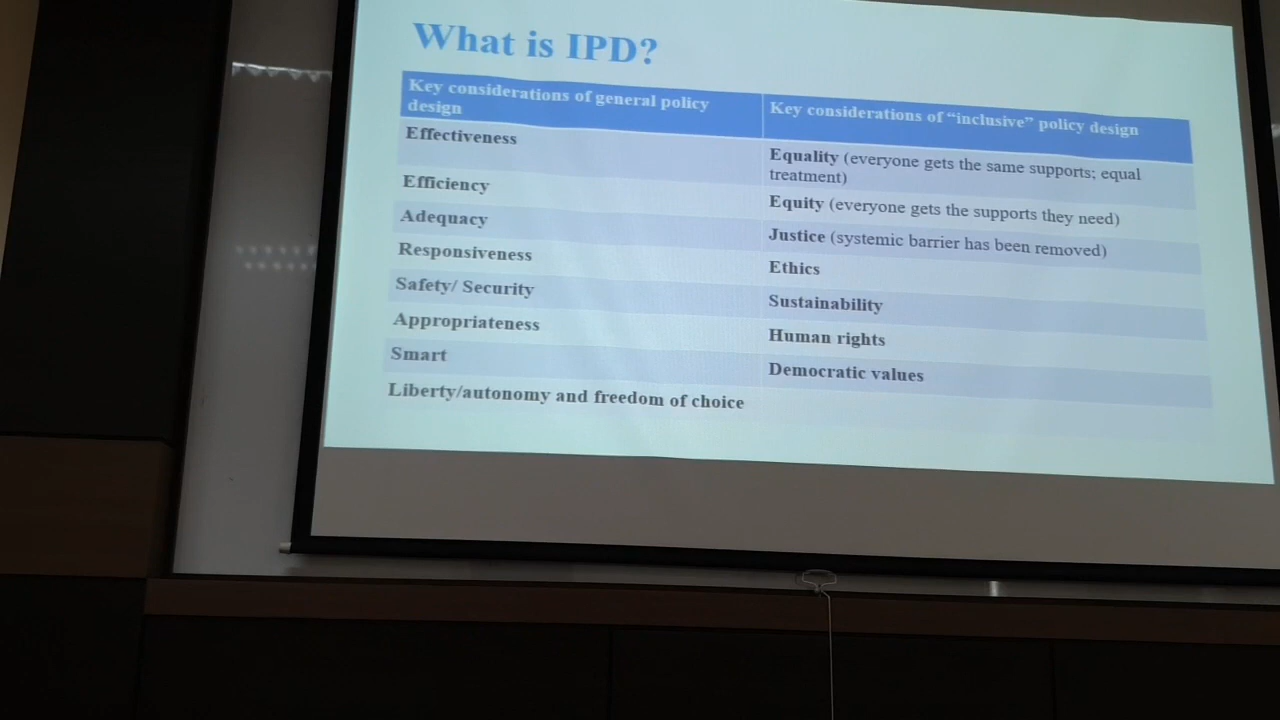 What is IPD?
Key considerations of general policy
design
Key considerations of “inclusive” policy design
Effectiveness
Equality (everyone gets the same supports; equal
treatment)
Efficiency
Equity (everyone gets the supports they need)
Adequacy
Justice (systemic barrier has been removed)
Responsiveness
Ethics
Safety/ Security
Sustainability
Appropriateness
Human rights
Smart
Democratic values
Liberty/autonomy and freedom of choice